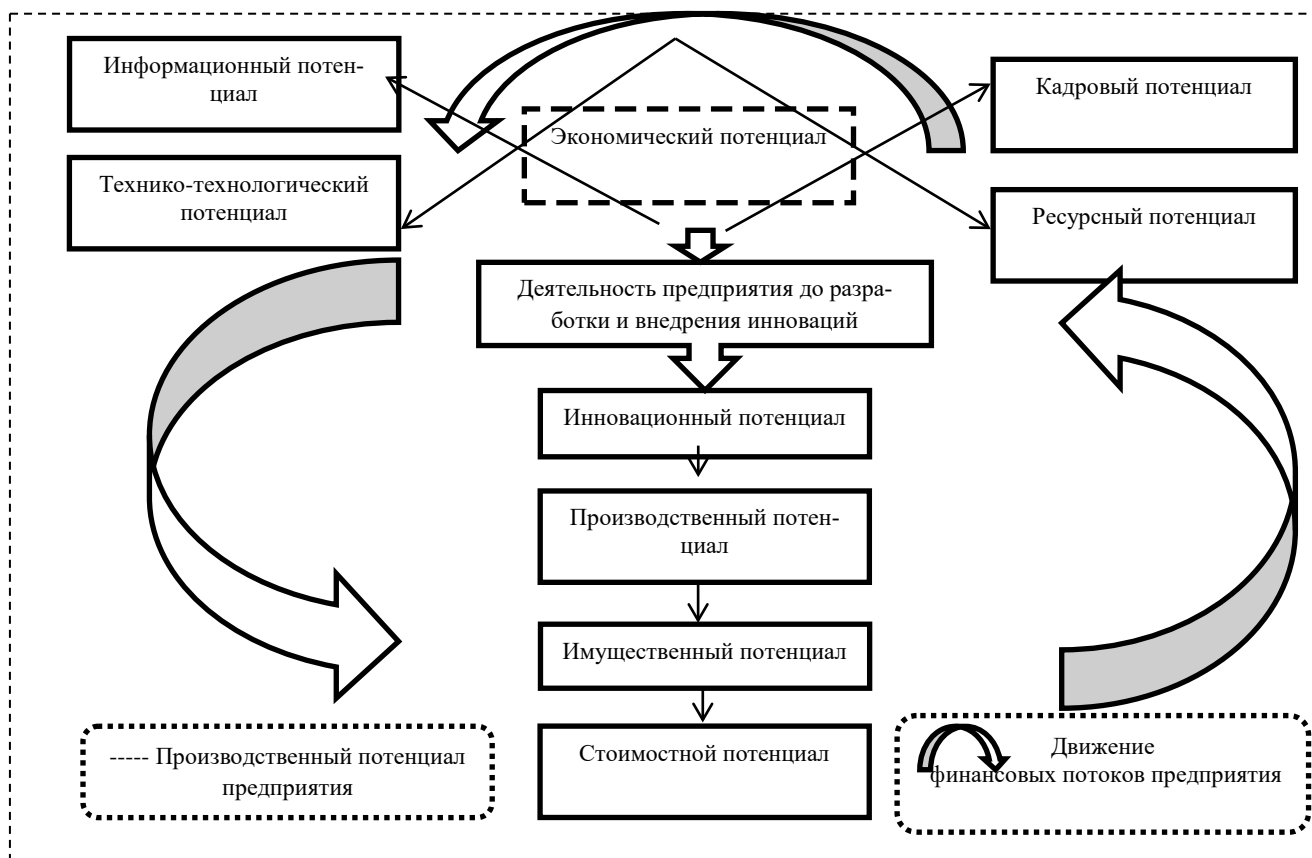 Информационный потен-
циал
Кадровый потенциал
Экономический потенциал
Технико-технологический
потенциал
Ресурсный потенциал
Деятельность предприятия до разра-
ботки и внедрения инноваций
Инновационный потенциал
Производственный потен-
циал
Имущественный потенциал
Стоимостной потенциал
----- Производственный потенциал
предприятия
Движение
финансовых потоков предприятия